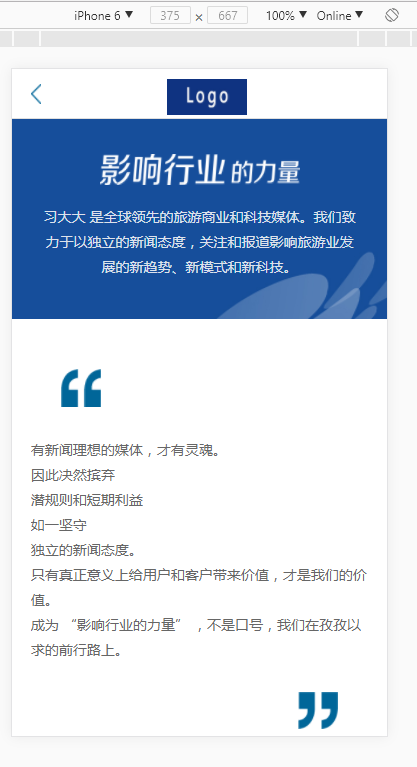 iPhone 6 ▼ 375 × 667 100% ▼ Online ▼
Logo
影响行业的力量
习大大 是全球领先的旅游商业和科技媒体。我们致
力于以独立的新闻态度，关注和报道影响旅游业发
展的新趋势、新模式和新科技。
“
有新闻理想的媒体，才有灵魂。
因此决然摈弃
潜规则和短期利益
如一坚守
独立的新闻态度。
只有真正意义上给用户和客户带来价值，才是我们的价
值。
成为 “影响行业的力量” ，不是口号，我们在孜孜以
求的前行路上。
”